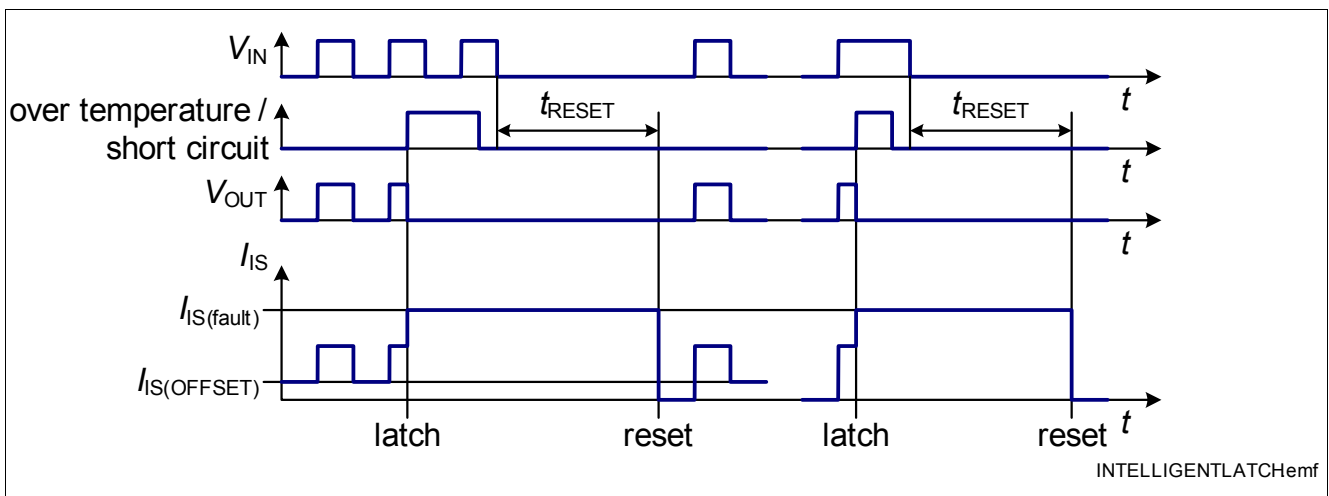 VIN
t
over temperature /
short circuit
tRESET
tRESET
t
VOUT
t
IIS
IIS(fault)
IIS(OFFSET)
t
latch
reset
latch
reset
INTELLIGENTLATCHemf